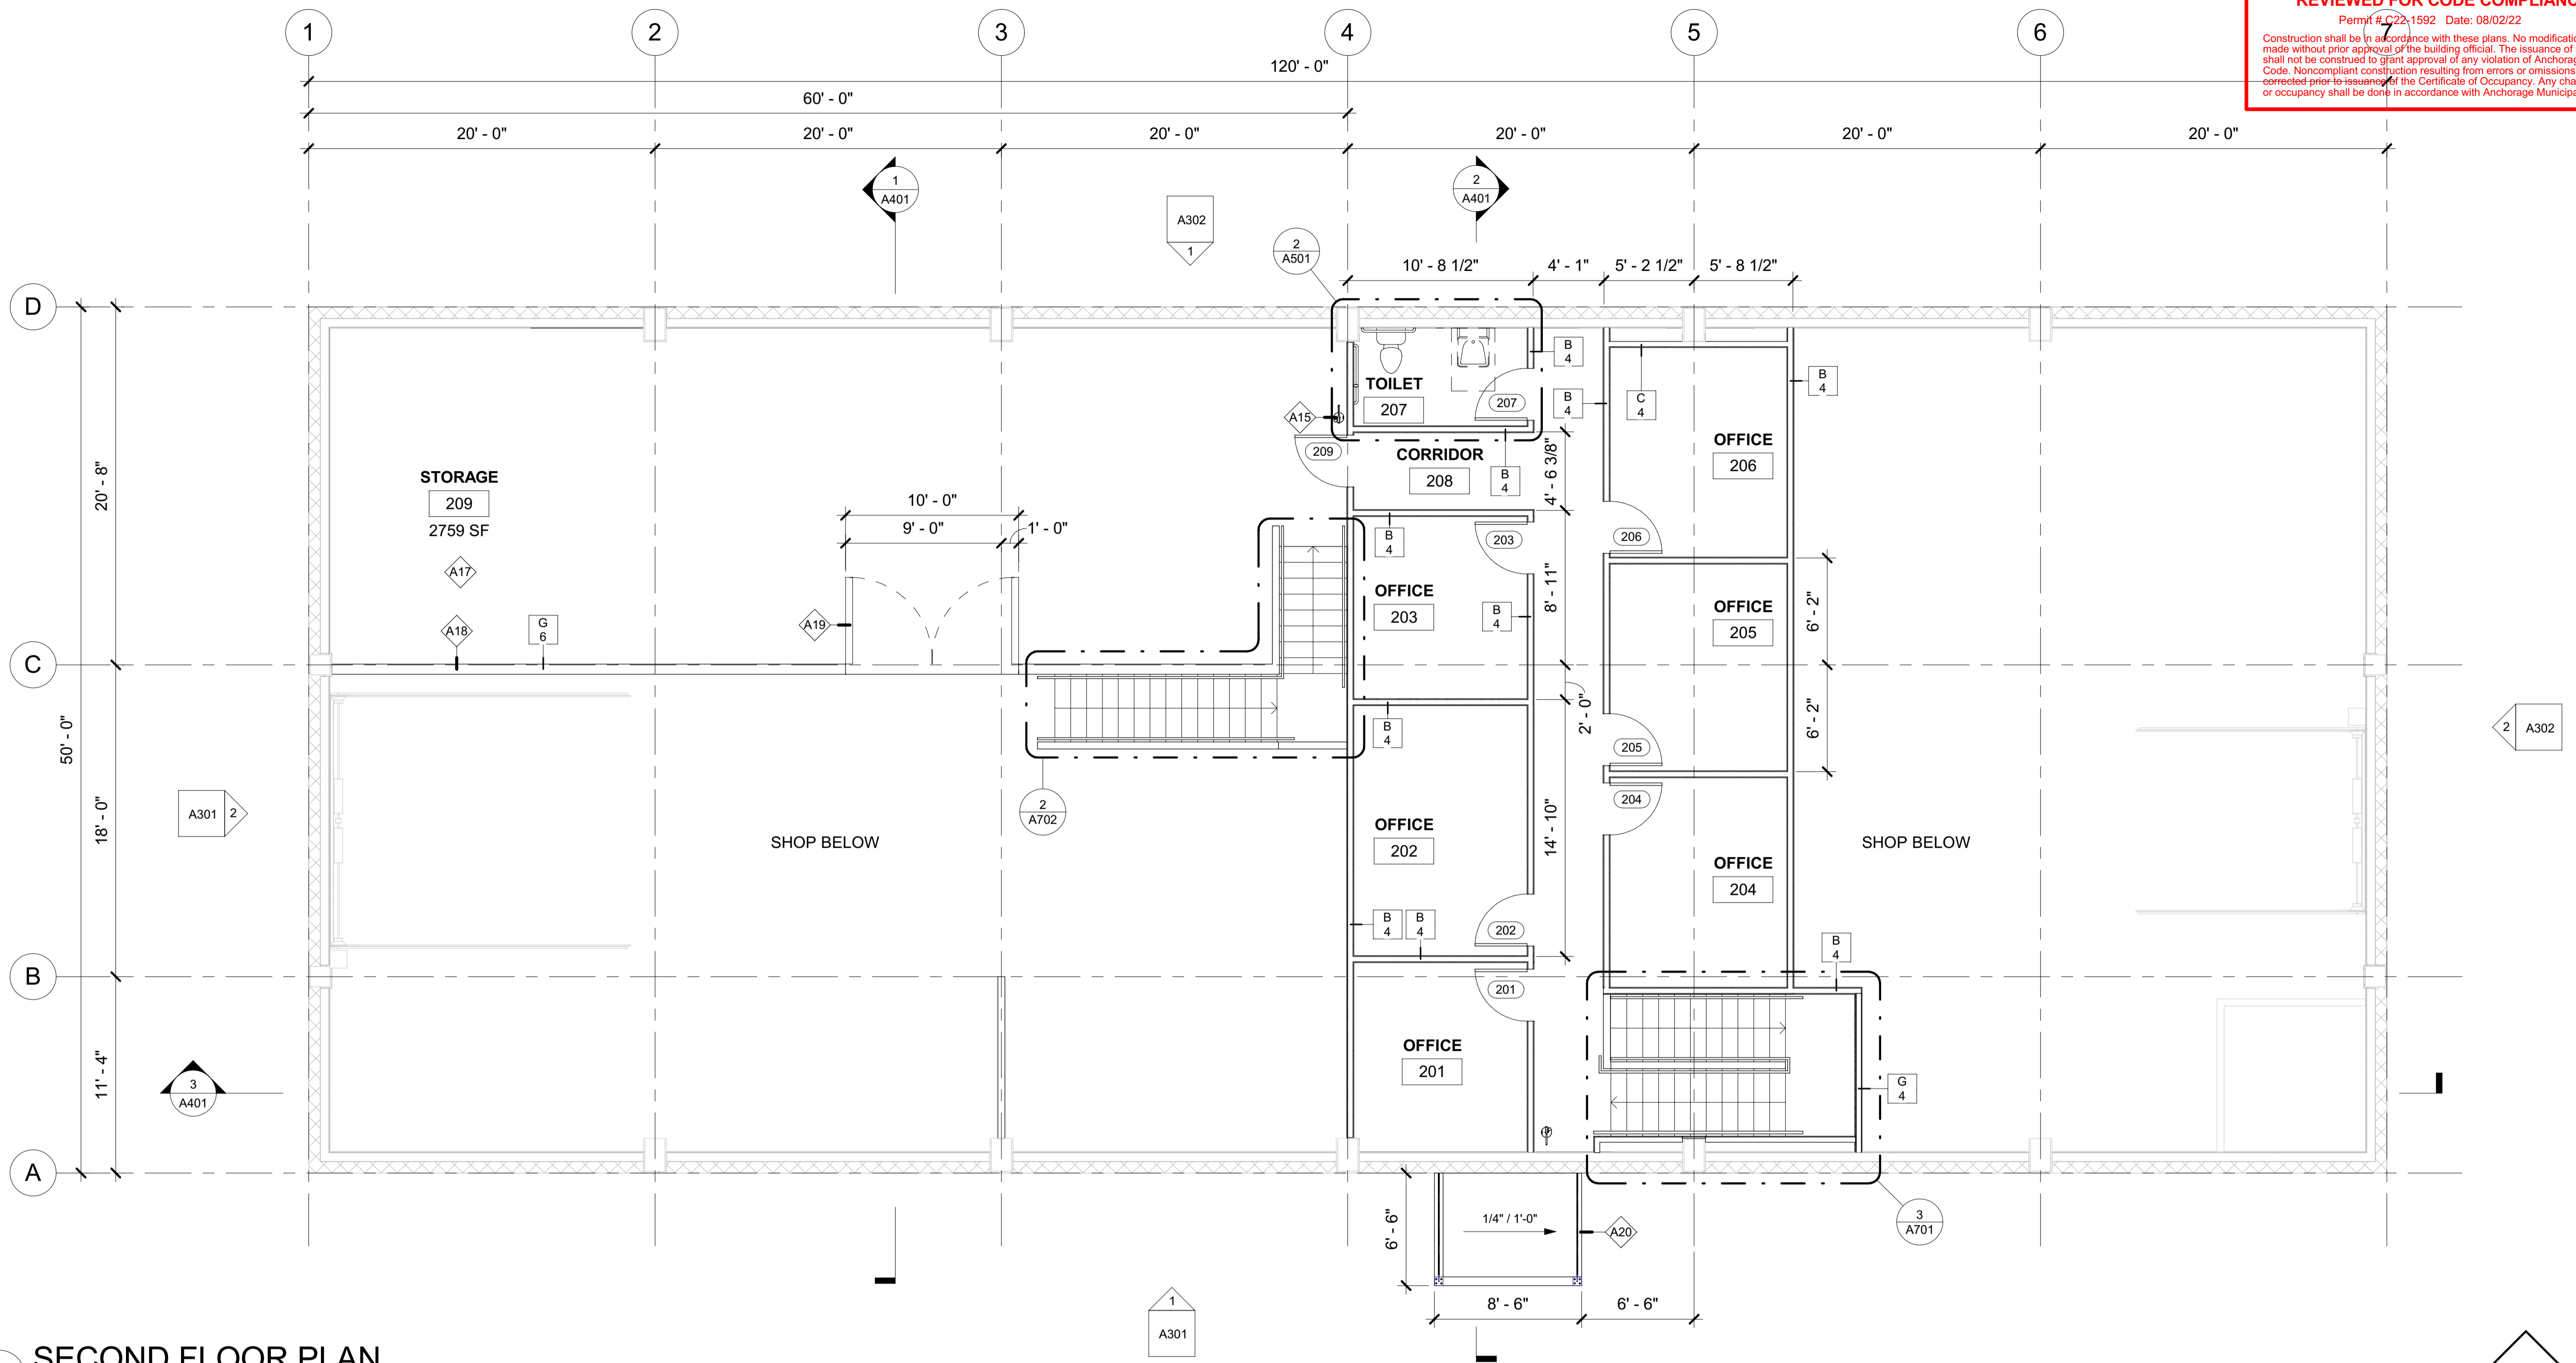 REVIEWED FOR CODE COMPLIANC
Permit # C22-1592 Date: 08/02/22
Construction shall be in accordance with these plans. No modificati
made without prior approval of the building official. The issuance of
shall not be construed to grant approval of any violation of Anchorag
Code. Noncompliant construction resulting from errors or omissions
corrected prior to issuance of the Certificate of Occupancy. Any cha
or occupancy shall be done in accordance with Anchorage Municipa
1 2 3 4 5 6 7
120' - 0"
60' - 0"
20' - 0" 20' - 0" 20' - 0" 20' - 0" 20' - 0" 20' - 0"
1
A401
2
A401
A302
1
2
A501
10' - 8 1/2" 4' - 1" 5' - 2 1/2" 5' - 8 1/2"
D
B
4
B
4
TOILET
207
207
B
4
C
4
A15
209
CORRIDOR
208
B
4
4' - 6 3/8"
OFFICE
206
20' - 8"
STORAGE
209
2759 SF
10' - 0"
9' - 0" 1' - 0"
B
4
203
206
A17
OFFICE
203
8' - 11"
B
4
OFFICE
205
6' - 2"
A18
G
6
A19
C
50' - 0"
2' - 0"
6' - 2"
B
4
205
2
A302
18' - 0"
A301
2
2
A702
204
SHOP BELOW
OFFICE
202
14' - 10"
SHOP BELOW
OFFICE
204
B
4
B
4
202
B
4
B
201
11' - 4"
OFFICE
201
3
A401
G
4
A
6' - 6"
1/4" / 1'-0"
A20
3
A701
8' - 6" 6' - 6"
1
A301
SECOND FLOOR PLAN